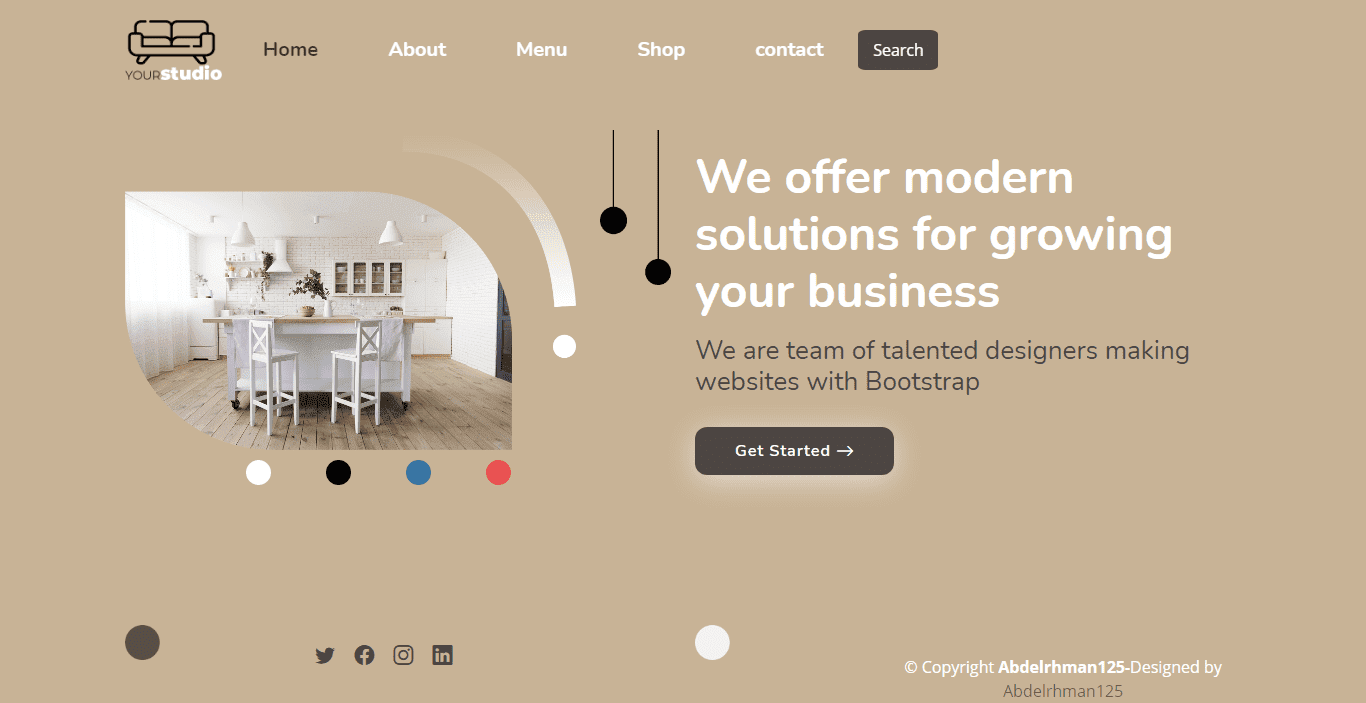 YOURstudio
Home About Menu Shop contact Search
We offer modern
solutions for growing
your business
We are team of talented designers making
websites with Bootstrap
Get Started →
© Copyright Abdelrhman125-Designed by
Abdelrhman125